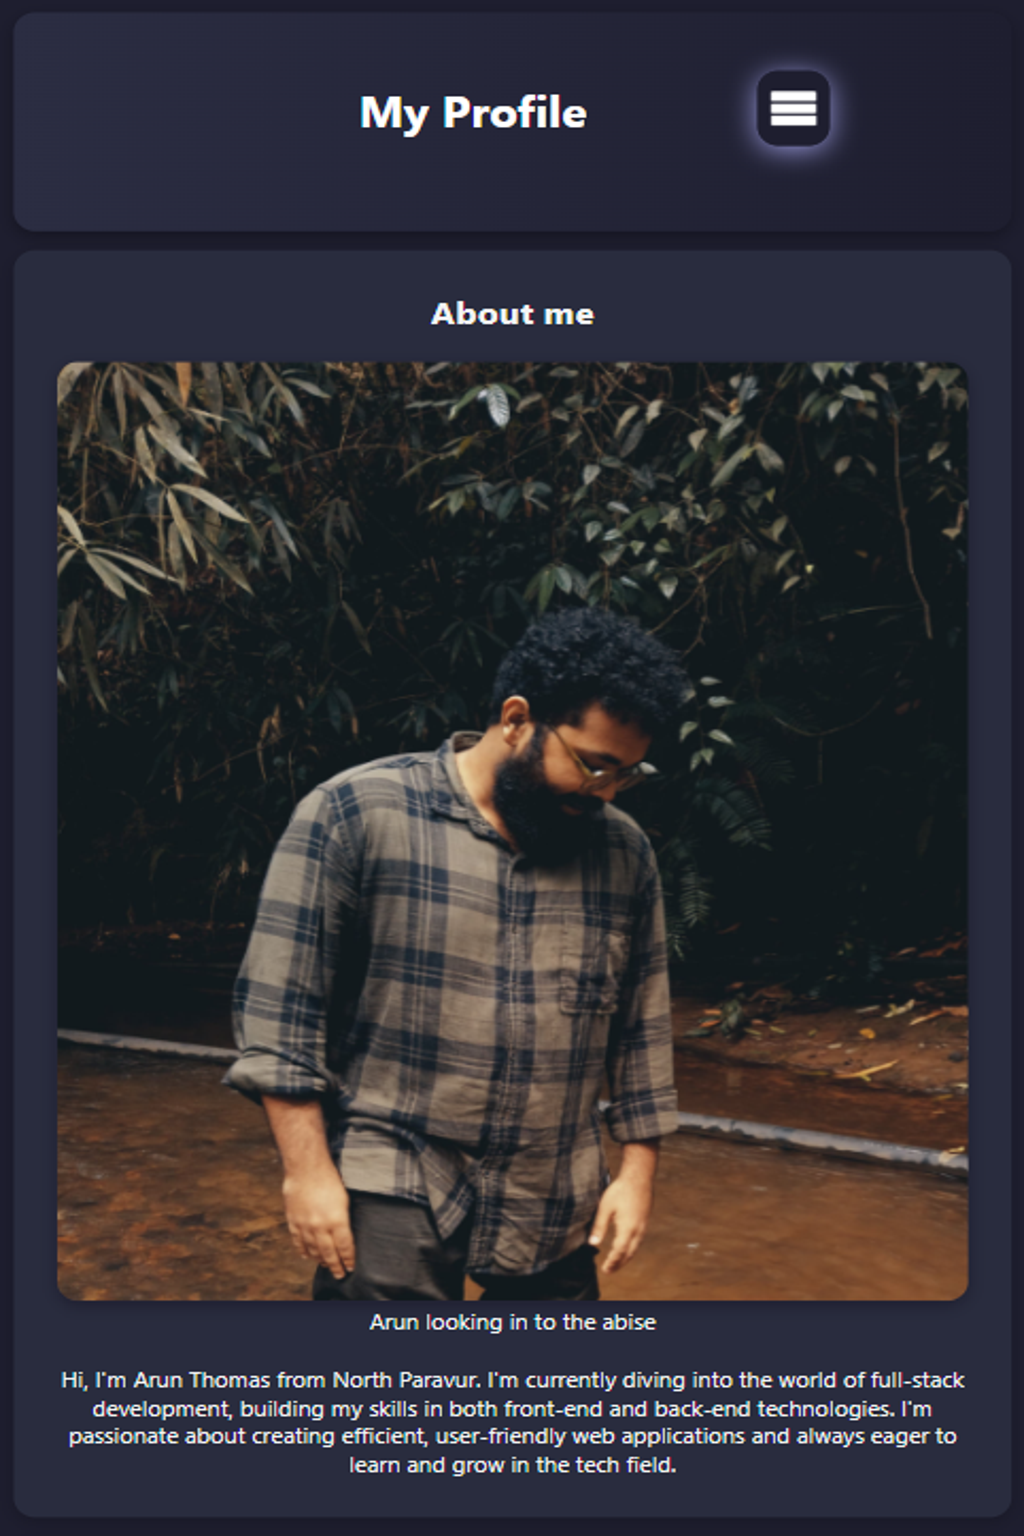 My Profile
About me
Arun looking in to the abise
Hi, I'm Arun Thomas from North Paravur. I'm currently diving into the world of full-stack
development, building my skills in both front-end and back-end technologies. I'm
passionate about creating efficient, user-friendly web applications and always eager to
learn and grow in the tech field.